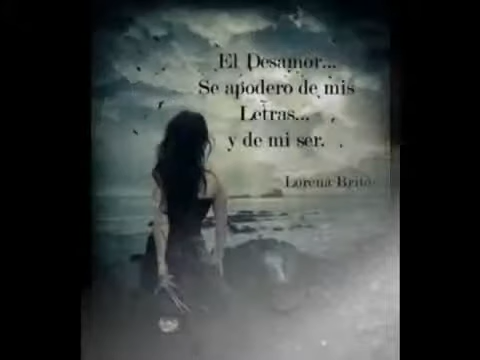 El Desamor...
Se apodero de mis
Letras...
y de mi ser.
Lorena Brito